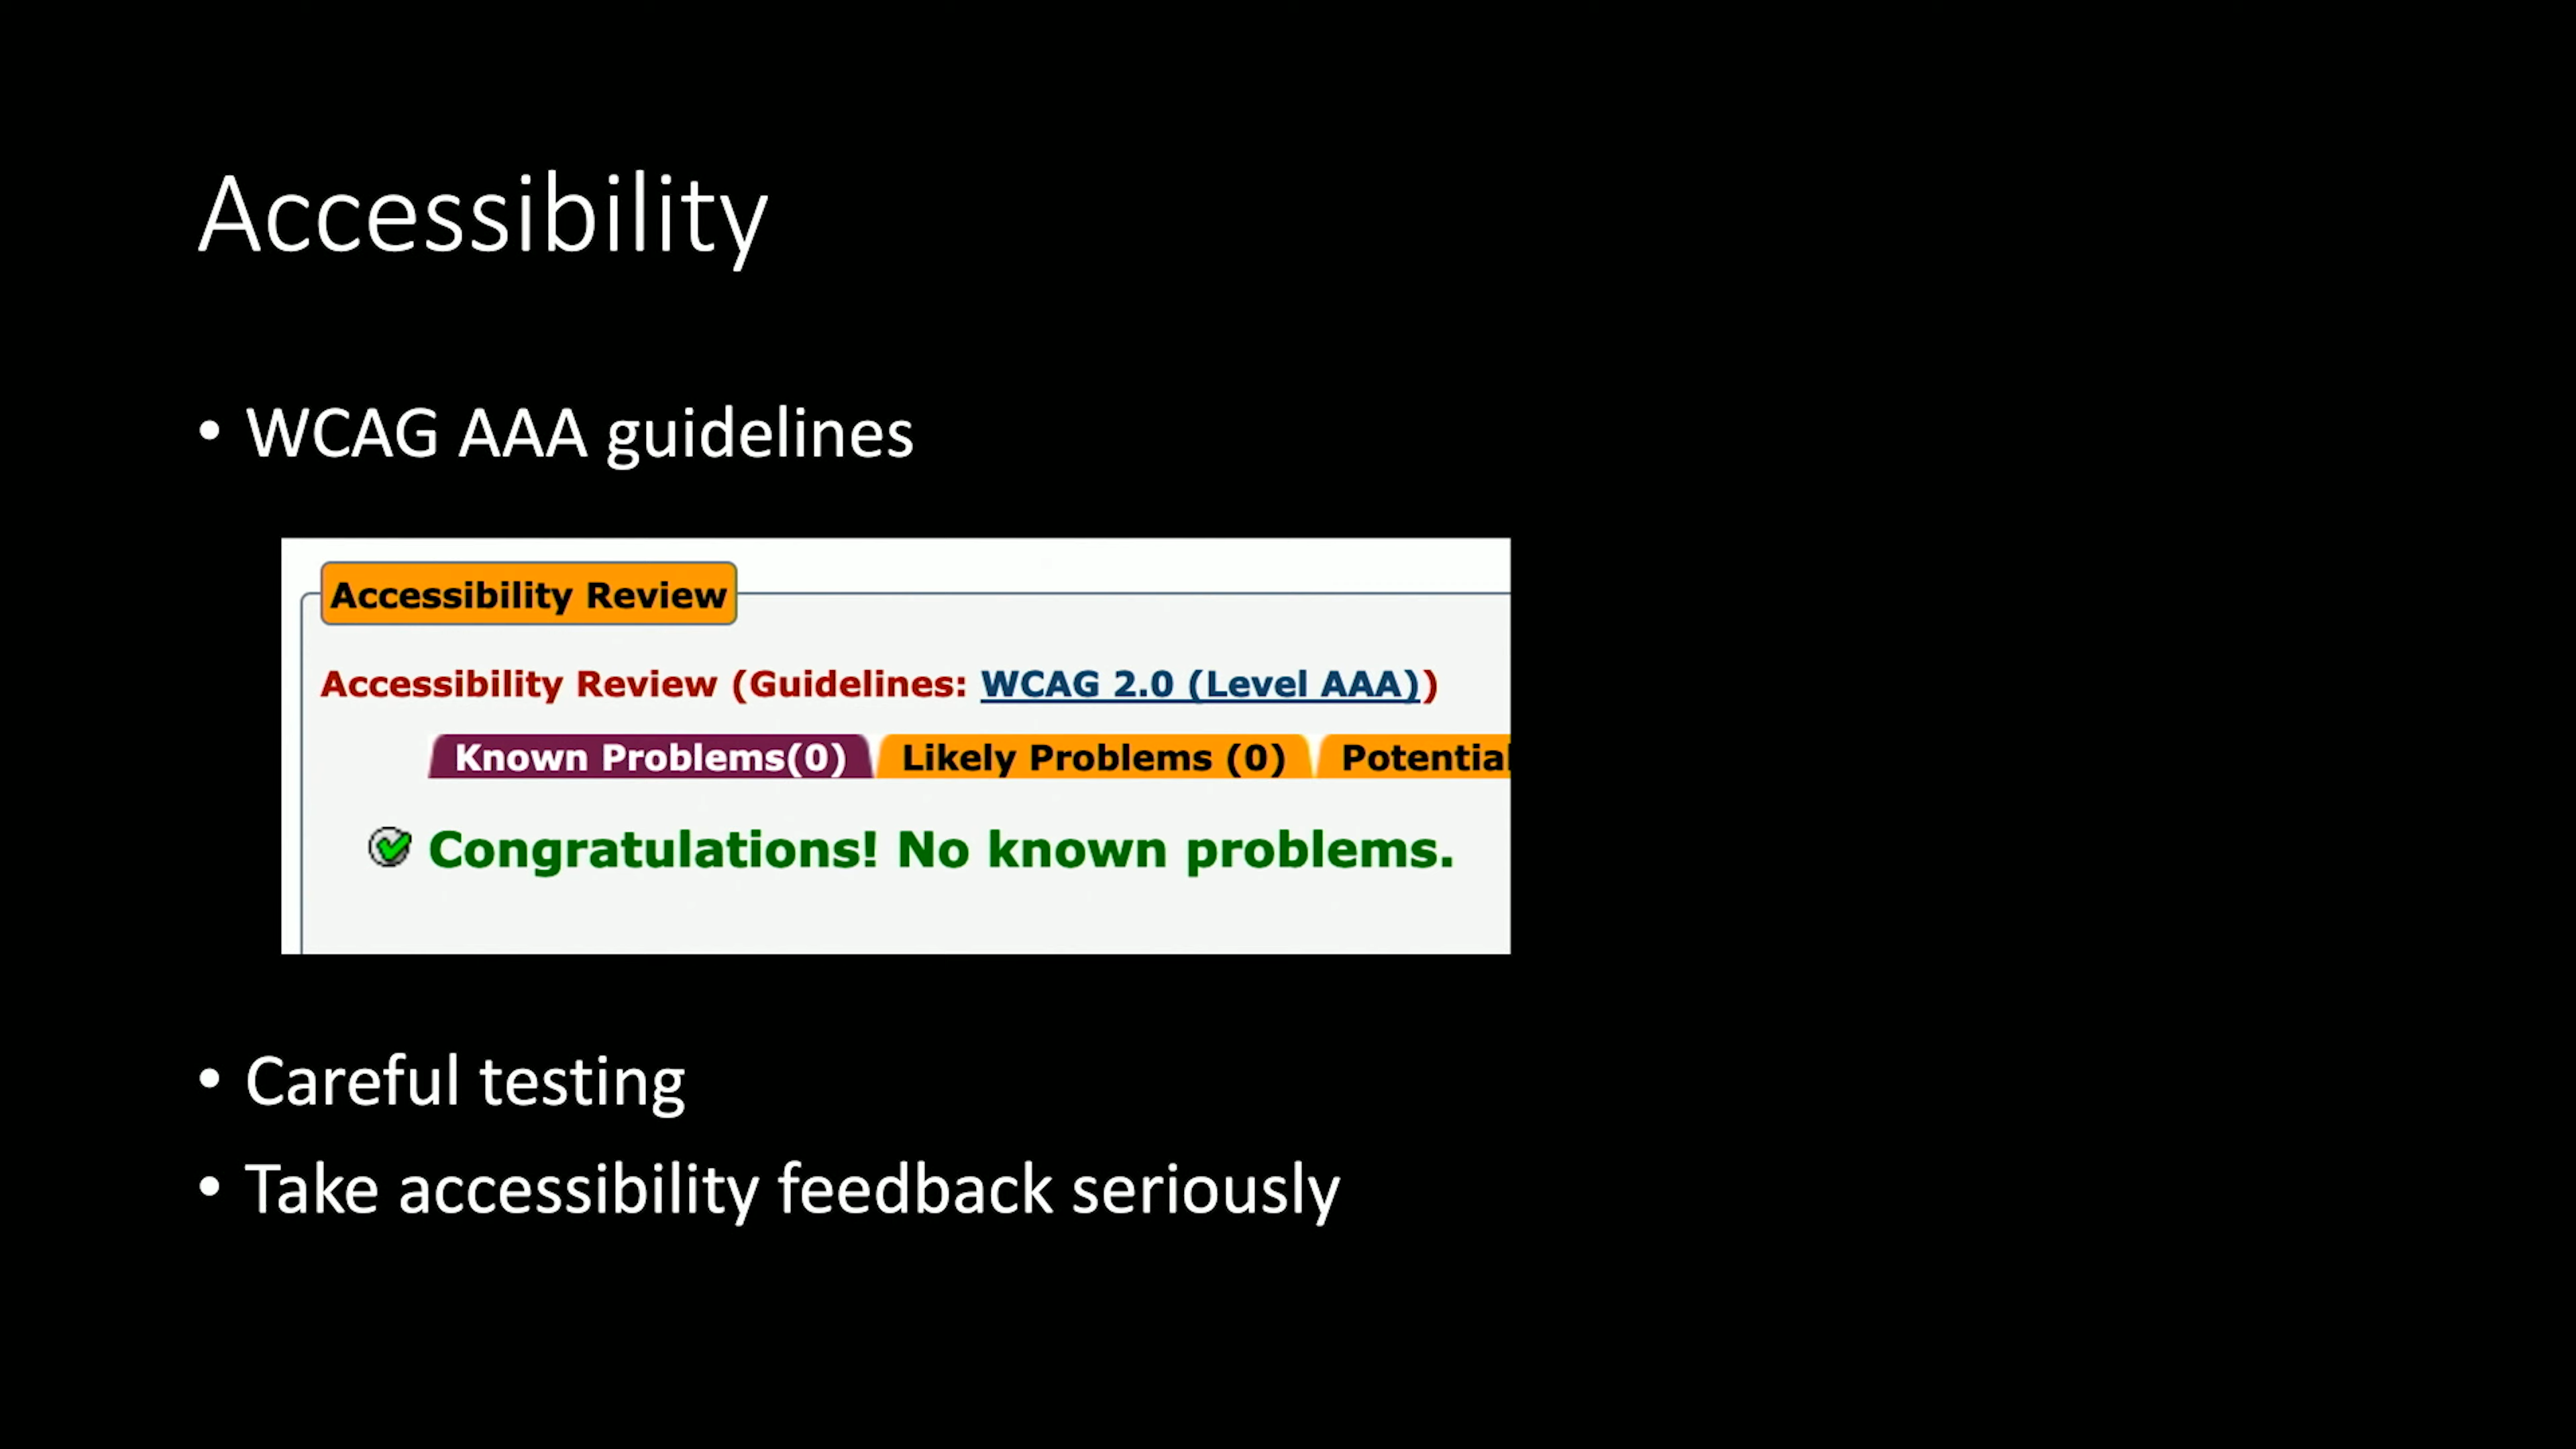 Accessibility
• WCAG AAA guidelines
Accessibility Review
Accessibility Review (Guidelines: WCAG 2.0 (Level AAA))
Known Problems(0) Likely Problems (0) Potential
Congratulations! No known problems.
• Careful testing
• Take accessibility feedback seriously